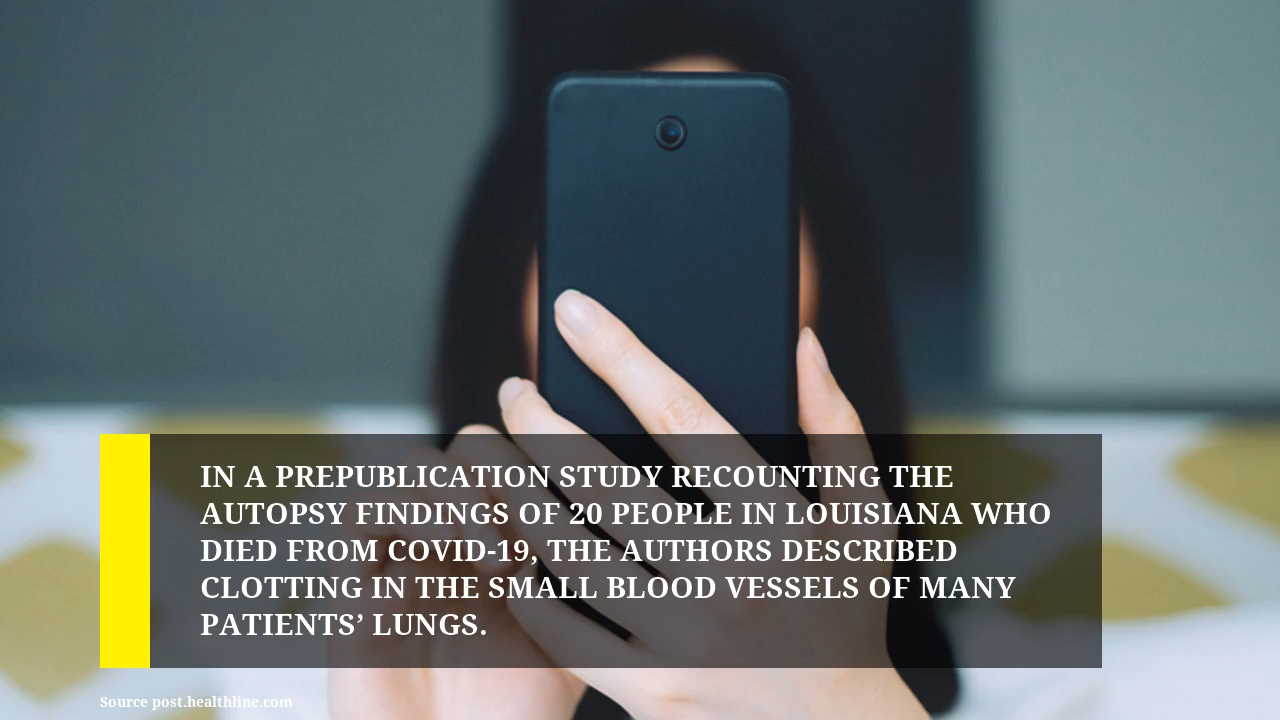 IN A PREPUBLICATION STUDY RECOUNTING THE
AUTOPSY FINDINGS OF 20 PEOPLE IN LOUISIANA WHO
DIED FROM COVID-19, THE AUTHORS DESCRIBED
CLOTTING IN THE SMALL BLOOD VESSELS OF MANY
PATIENTS’ LUNGS.
Source post.healthline.com